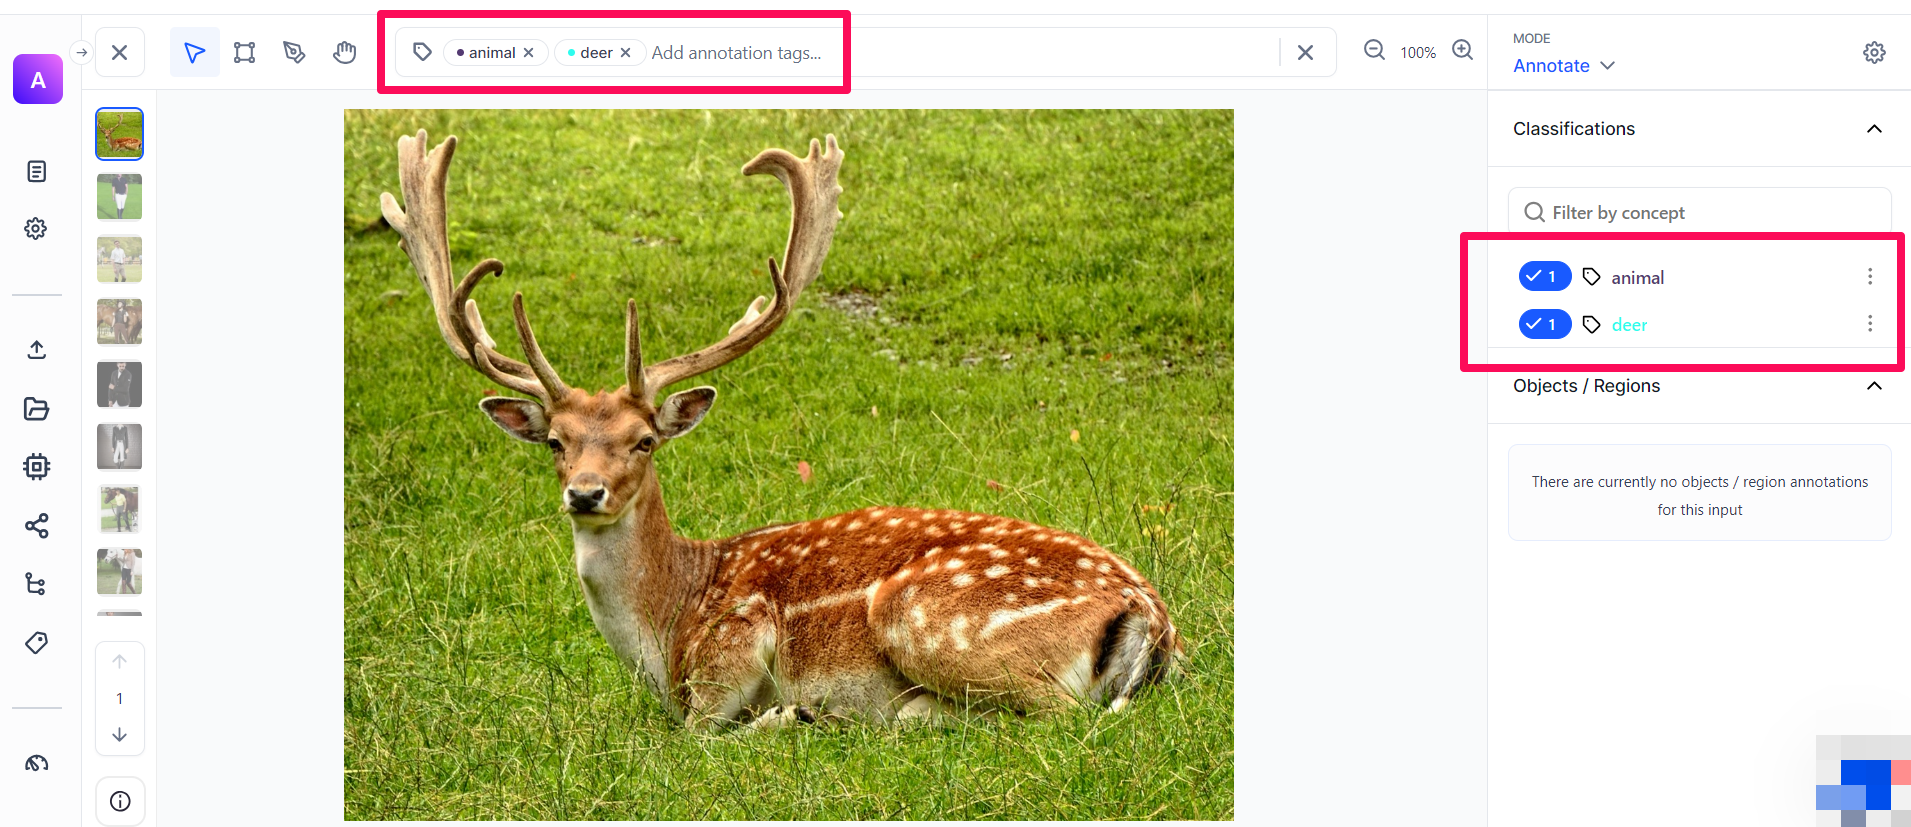 A
animal
deer
Add annotation tags...
100%
MODE
Annotate
Classifications
Filter by concept
1 animal
1 deer
Objects / Regions
There are currently no objects / region annotations
for this input
1